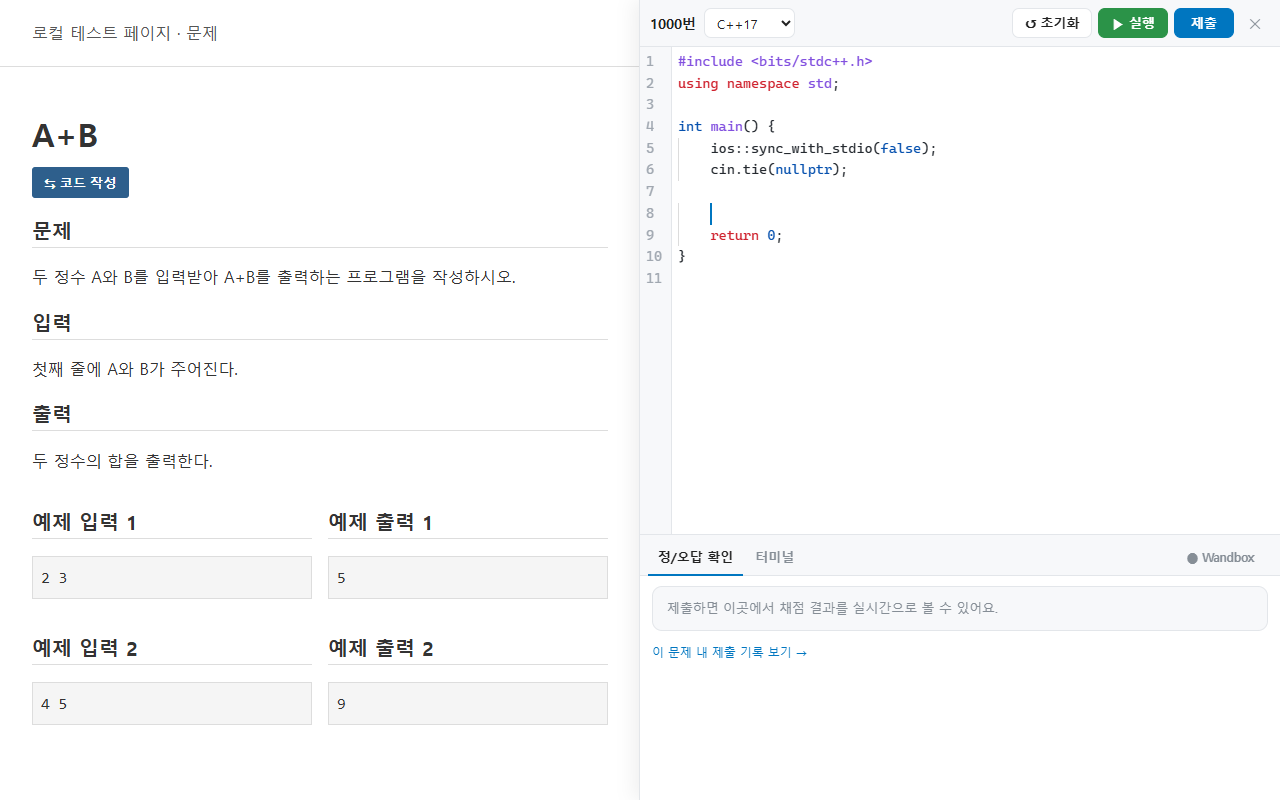 로컬 테스트 페이지 · 문제
A+B
⇆ 코드 작성
문제
두 정수 A와 B를 입력받아 A+B를 출력하는 프로그램을 작성하시오.
입력
첫째 줄에 A와 B가 주어진다.
출력
두 정수의 합을 출력한다.
예제 입력 1
2 3
예제 출력 1
5
예제 입력 2
4 5
예제 출력 2
9
1000번
C++17
↺ 초기화
▶ 실행
제출
×
1 #include <bits/stdc++.h>
2 using namespace std;
3
4 int main() {
5     ios::sync_with_stdio(false);
6     cin.tie(nullptr);
7
8
9     return 0;
10 }
11
정/오답 확인
터미널
● Wandbox
제출하면 이곳에서 채점 결과를 실시간으로 볼 수 있어요.
이 문제 내 제출 기록 보기 →